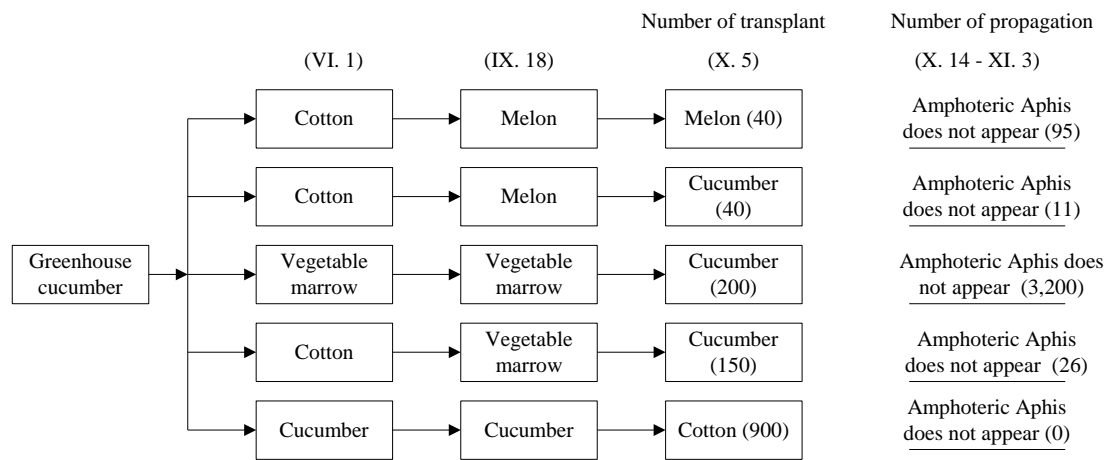 Number of transplant
Number of propagation
(VI. 1)
(IX. 18)
(X. 5)
(X. 14 - XI. 3)
Cotton
Melon
Melon (40)
Amphoteric Aphis
does not appear (95)
Cotton
Melon
Cucumber
(40)
Amphoteric Aphis
does not appear (11)
Greenhouse
cucumber
Vegetable
marrow
Vegetable
marrow
Cucumber
(200)
Amphoteric Aphis does
not appear (3,200)
Cotton
Vegetable
marrow
Cucumber
(150)
Amphoteric Aphis
does not appear (26)
Cucumber
Cucumber
Cotton (900)
Amphoteric Aphis
does not appear (0)